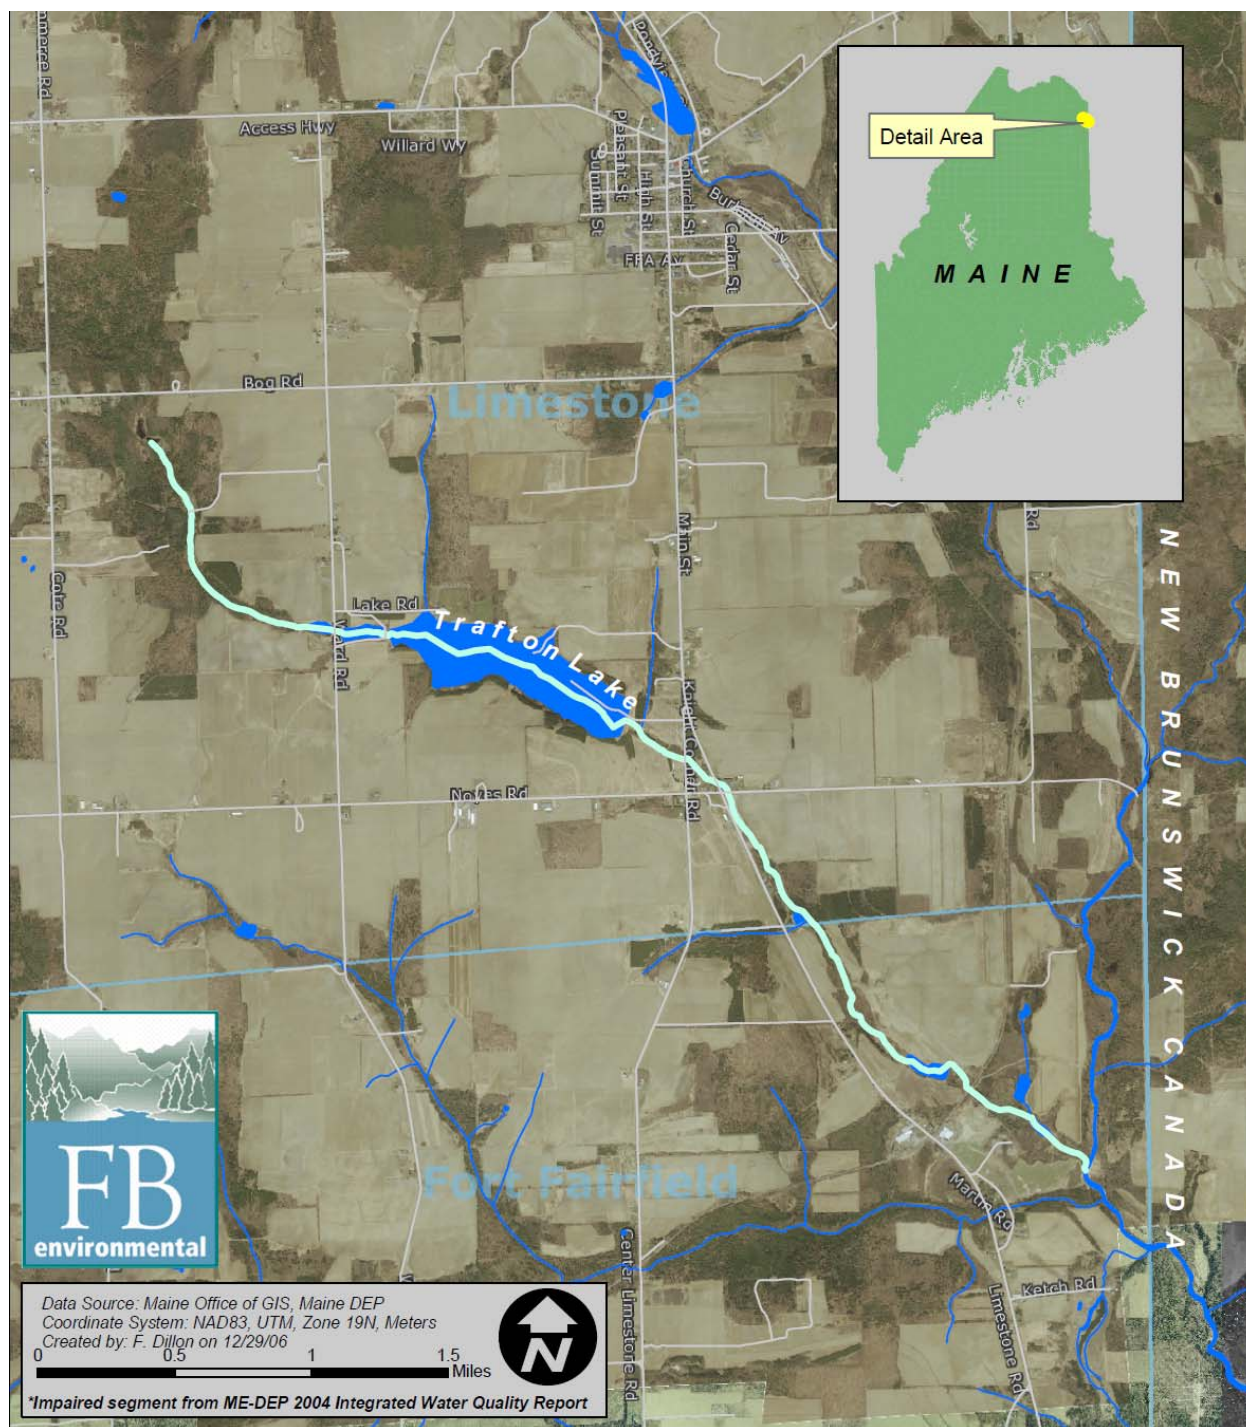 mmerce Rd
Access Hwy
Willard Wy
Pleasant St
Summit St
High St
Church St
Cedar St
FFA Av
Detail Area
MAINE
Bog Rd
Limestone
Main St
Rd
Lake Rd
Ward Rd
Trafton Lake
Noyes Rd
NEW BRUNSWICK CANADA
Fort Fairfield
Martin Rd
Ketch Rd
Center Limestone Rd
Limestone Rd
FB
environmental
Data Source: Maine Office of GIS, Maine DEP
Coordinate System: NAD83, UTM, Zone 19N, Meters
Created by: F. Dillon on 12/29/06
0 0.5 1 1.5
Miles
N
*Impaired segment from ME-DEP 2004 Integrated Water Quality Report